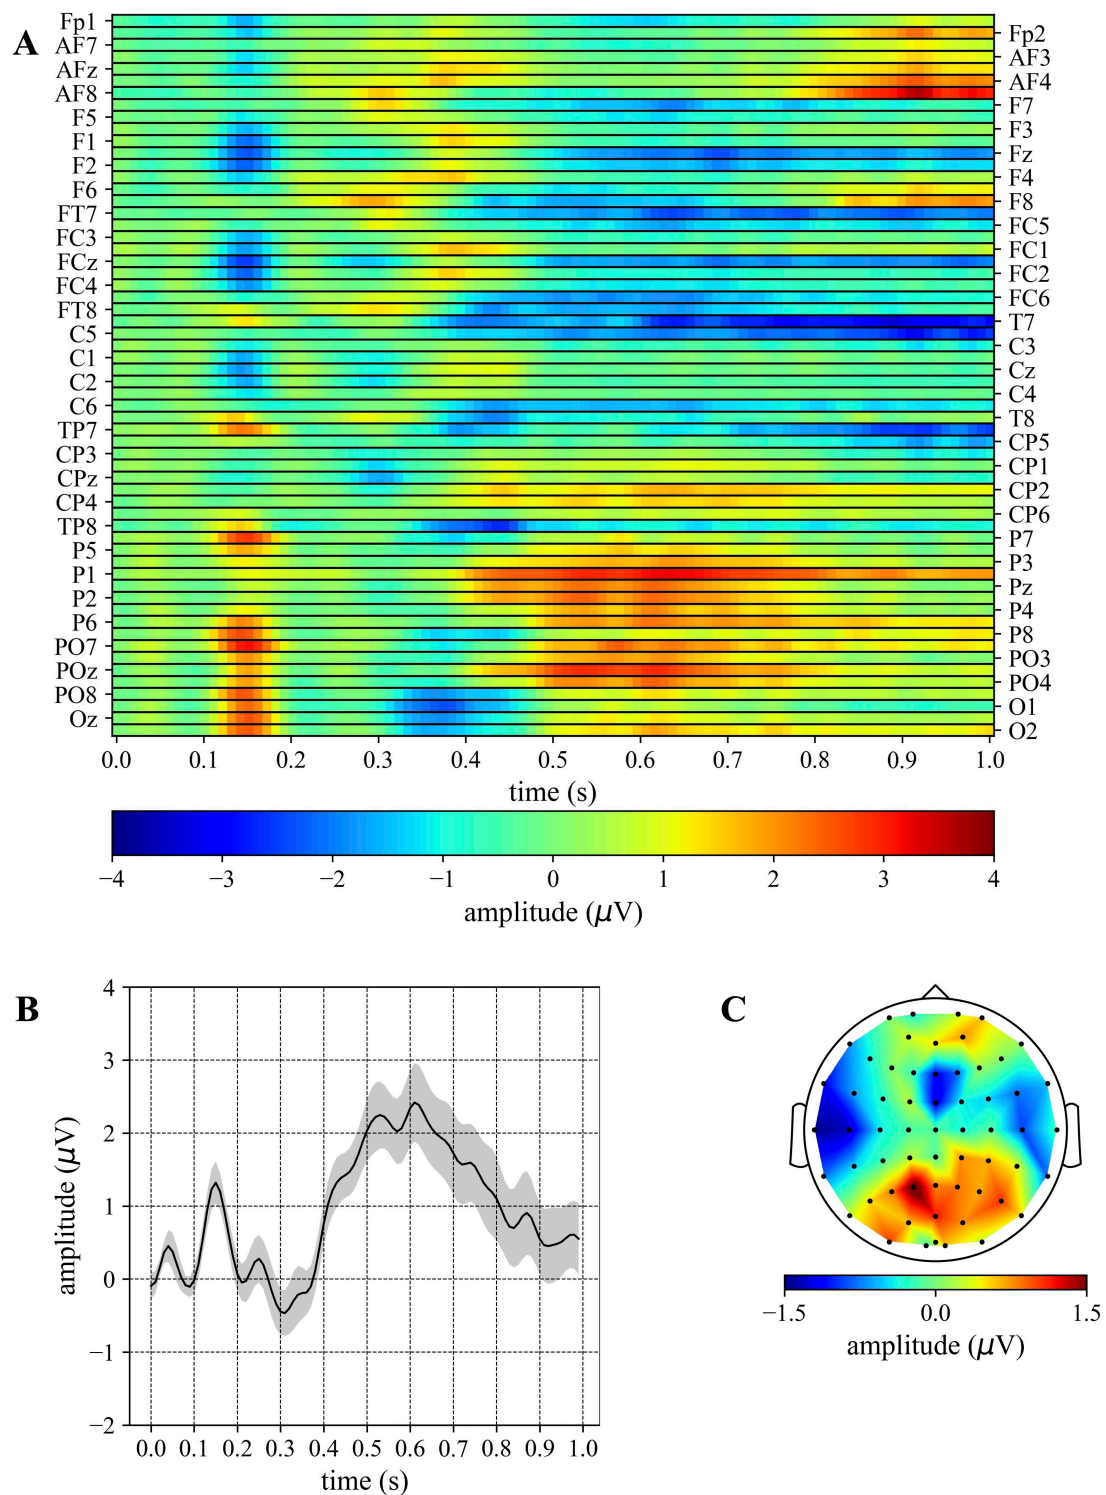 A
Fp1
Fp2
AF7
AF3
AFz
AF4
AF8
F7
F5
F3
F1
Fz
F2
F4
F6
F8
FT7
FC5
FC3
FC1
FCz
FC2
FC4
FC6
FT8
T7
C5
C3
C1
Cz
C2
C4
C6
T8
TP7
CP5
CP3
CP1
CPz
CP2
CP4
CP6
TP8
P7
P5
P3
P1
Pz
P2
P4
P6
P8
PO7
PO3
POz
PO4
PO8
O1
Oz
O2
0.0 0.1 0.2 0.3 0.4 0.5 0.6 0.7 0.8 0.9 1.0
time (s)
−4 −3 −2 −1 0 1 2 3 4
amplitude (μV)
B
4
3
2
1
0
−1
−2
amplitude (μV)
0.0 0.1 0.2 0.3 0.4 0.5 0.6 0.7 0.8 0.9 1.0
time (s)
C
−1.5 0.0 1.5
amplitude (μV)